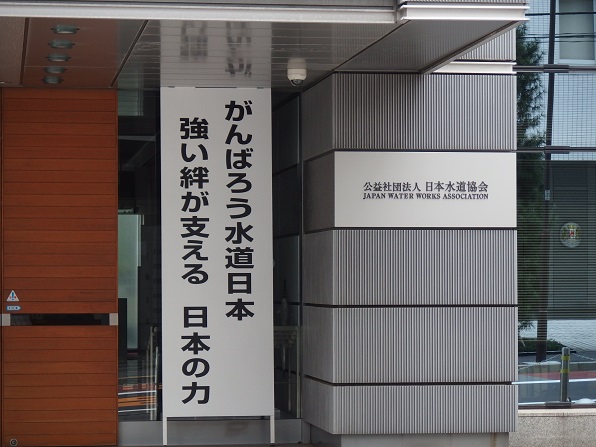 がんばろう水道日本
強い絆が支える 日本の力
公益社団法人 日本水道協会
JAPAN WATER WORKS ASSOCIATION